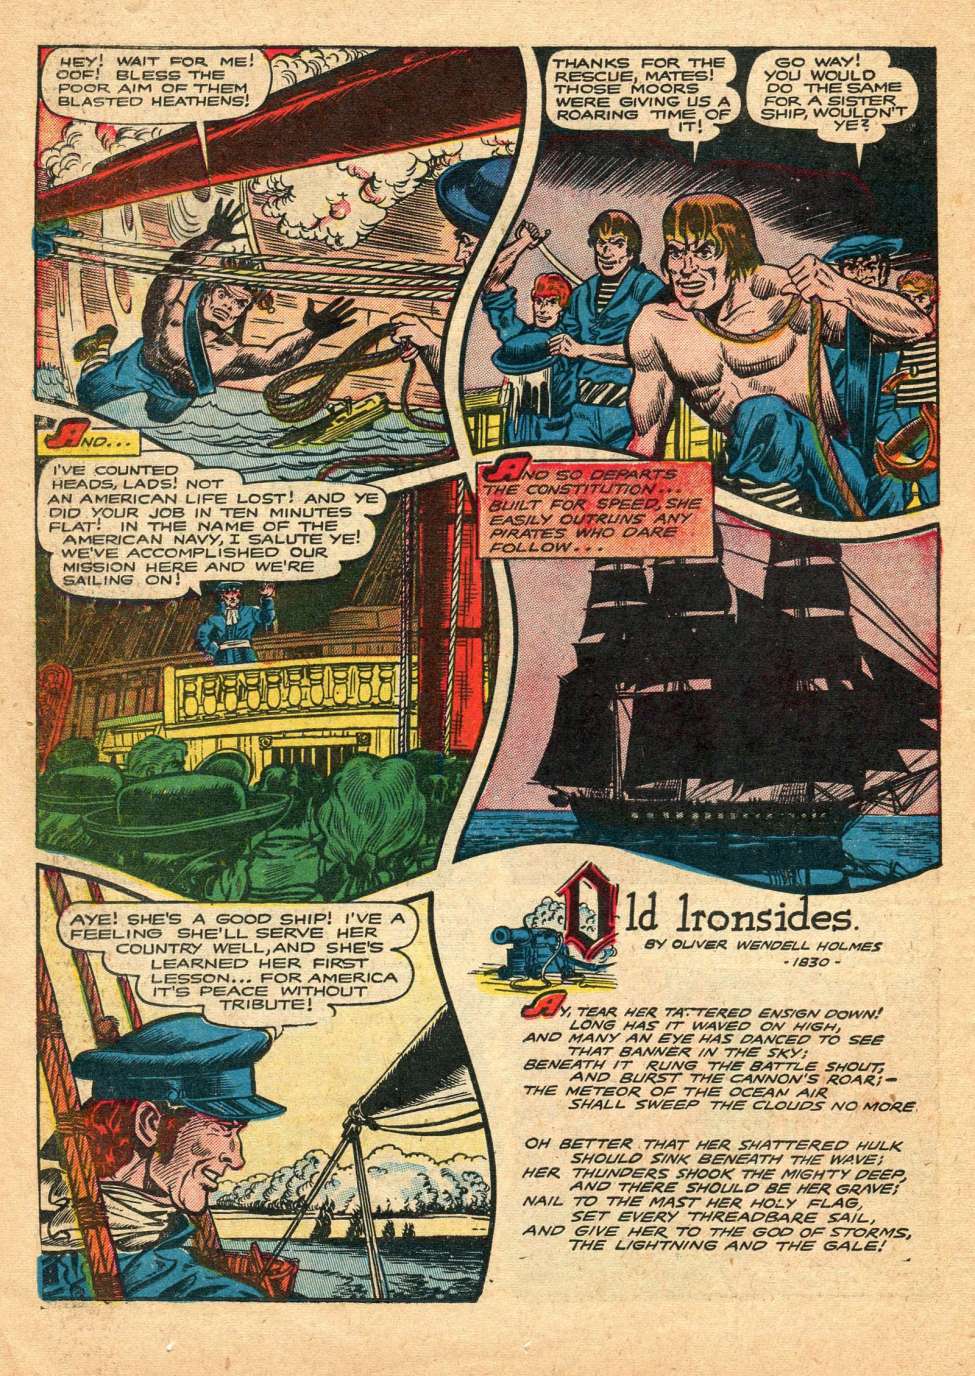 HEY! WAIT FOR ME!
OOF! BLESS THE
POOR AIM OF THEM
BLASTED HEATHENS!
THANKS FOR THE
RESCUE, MATES!
THOSE MOORS
WERE GIVING US A
ROARING TIME OF
IT!
GO WAY!
YOU WOULD
DO THE SAME
FOR A SISTER
SHIP, WOULDN'T
YE?
AND...
I'VE COUNTED
HEADS, LADS! NOT
AN AMERICAN LIFE LOST! AND YE
DID YOUR JOB IN TEN MINUTES
FLAT! IN THE NAME OF THE
AMERICAN NAVY, I SALUTE YE!
WE'VE ACCOMPLISHED OUR
MISSION HERE AND WE'RE
SAILING ON!
AND SO DEPARTS
THE CONSTITUTION...
BUILT FOR SPEED, SHE
EASILY OUTRUNS ANY
PIRATES WHO DARE
FOLLOW...
AYE! SHE'S A GOOD SHIP! I'VE A
FEELING SHE'LL SERVE HER
COUNTRY WELL, AND SHE'S
LEARNED HER FIRST
LESSON... FOR AMERICA
IT'S PEACE WITHOUT
TRIBUTE!
Old Ironsides.
BY OLIVER WENDELL HOLMES
-1830-
AY, TEAR HER TATTERED ENSIGN DOWN!
LONG HAS IT WAVED ON HIGH,
AND MANY AN EYE HAS DANCED TO SEE
THAT BANNER IN THE SKY;
BENEATH IT RUNG THE BATTLE SHOUT,
AND BURST THE CANNON'S ROAR;—
THE METEOR OF THE OCEAN AIR
SHALL SWEEP THE CLOUDS NO MORE.
OH BETTER THAT HER SHATTERED HULK
SHOULD SINK BENEATH THE WAVE;
HER THUNDERS SHOOK THE MIGHTY DEEP,
AND THERE SHOULD BE HER GRAVE;
NAIL TO THE MAST HER HOLY FLAG,
SET EVERY THREADBARE SAIL,
AND GIVE HER TO THE GOD OF STORMS,
THE LIGHTNING AND THE GALE!